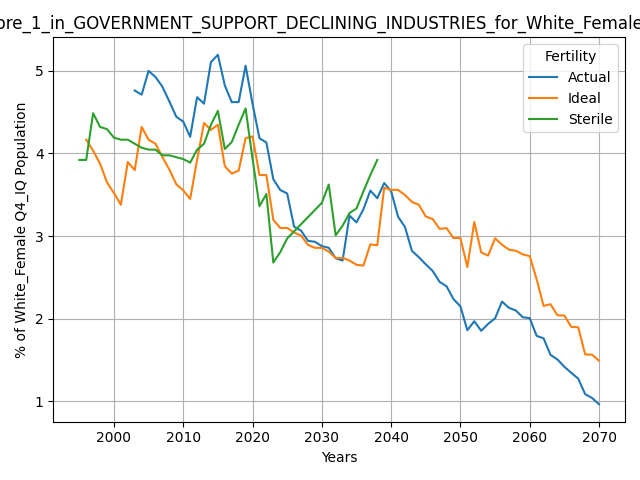 ore_1_in_GOVERNMENT_SUPPORT_DECLINING_INDUSTRIES_for_White_Female
Fertility
Actual
Ideal
Sterile
% of White_Female Q4_IQ Population
5
4
3
2
1
2000 2010 2020 2030 2040 2050 2060 2070
Years